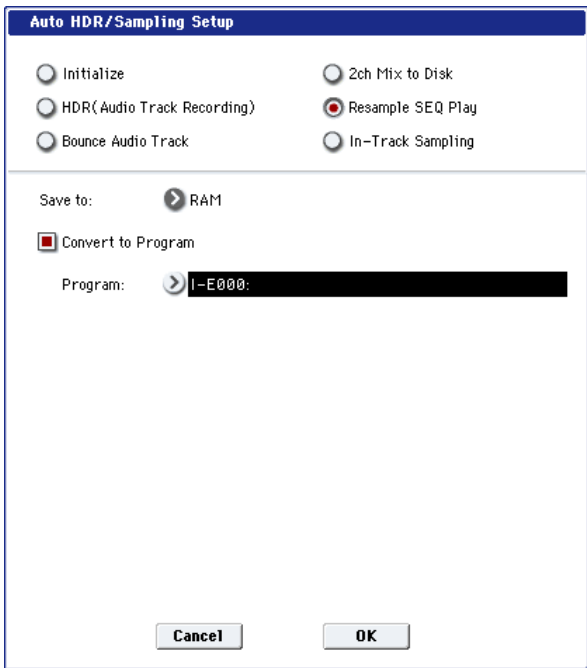 Auto HDR/Sampling Setup
Initialize
2ch Mix to Disk
HDR(Audio Track Recording)
Resample SEQ Play
Bounce Audio Track
In-Track Sampling
Save to: RAM
Convert to Program
Program: I-E000:
Cancel OK